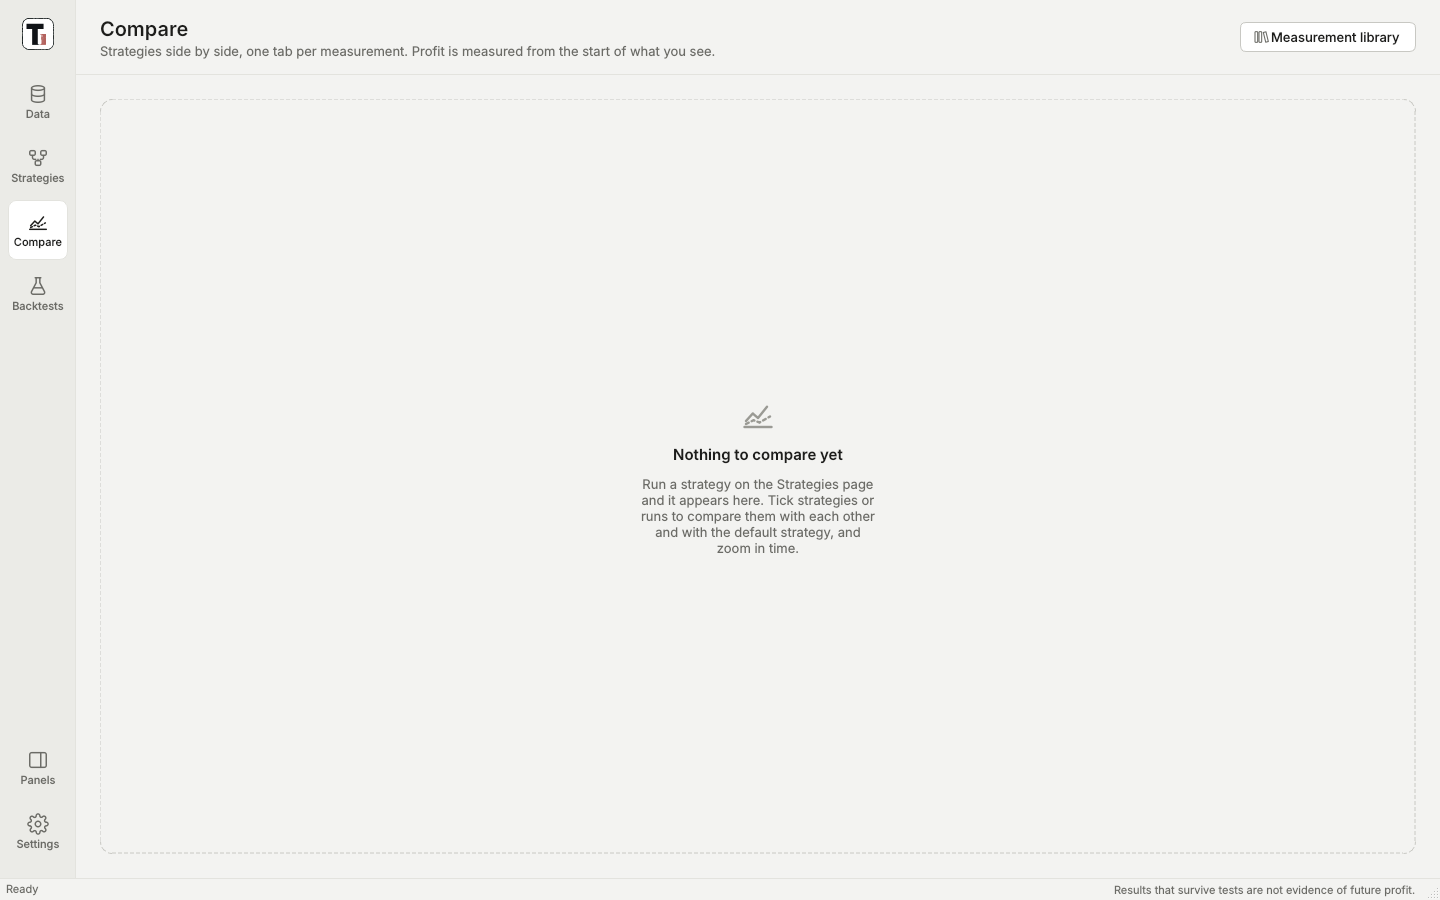 Compare
Strategies side by side, one tab per measurement. Profit is measured from the start of what you see.
Measurement library
Data
Strategies
Compare
Backtests
Nothing to compare yet
Run a strategy on the Strategies page
and it appears here. Tick strategies or
runs to compare them with each other
and with the default strategy, and
zoom in time.
Panels
Settings
Ready
Results that survive tests are not evidence of future profit.